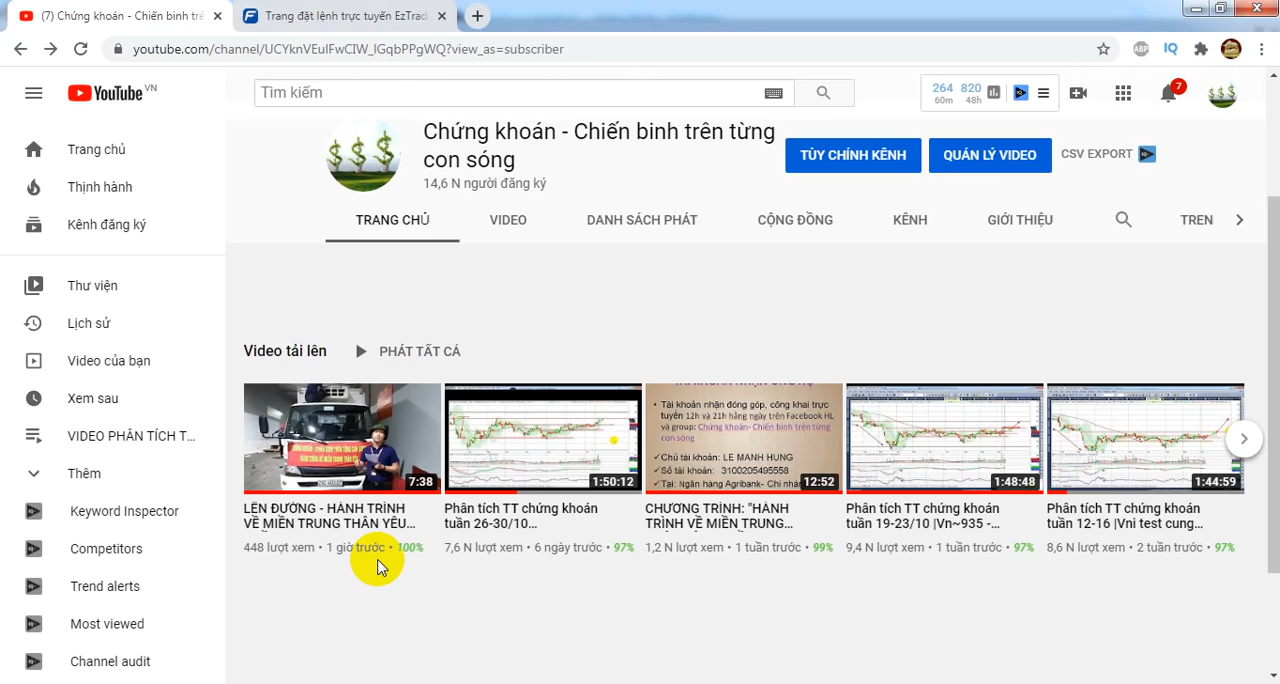 (7) Chứng khoán - Chiến binh trê
Trang đặt lệnh trực tuyến EzTrade
youtube.com/channel/UCYknVEuIFwCIW_lGqbPPgWQ?view_as=subscriber
ABP
IQ
YouTube VN
Tìm kiếm
264 820
60m 48h
7
Trang chủ
Thịnh hành
Kênh đăng ký
Thư viện
Lịch sử
Video của bạn
Xem sau
VIDEO PHÂN TÍCH T...
Thêm
Keyword Inspector
Competitors
Trend alerts
Most viewed
Channel audit
Chứng khoán - Chiến binh trên từng
con sóng
14,6 N người đăng ký
TÙY CHỈNH KÊNH
QUẢN LÝ VIDEO
CSV EXPORT
TRANG CHỦ
VIDEO
DANH SÁCH PHÁT
CỘNG ĐỒNG
KÊNH
GIỚI THIỆU
TREN
Video tải lên
PHÁT TẤT CẢ
7:38
LÊN ĐƯỜNG - HÀNH TRÌNH
VỀ MIỀN TRUNG THÂN YÊU...
448 lượt xem • 1 giờ trước • 100%
1:50:12
Phân tích TT chứng khoán
tuần 26-30/10...
7,6 N lượt xem • 6 ngày trước • 97%
• Tài khoản nhận đóng góp, công khai trực
tuyến 12h và 21h hằng ngày trên Facebook HL
và group: Chứng khoán- Chiến binh trên từng
con sóng
✓Chủ tài khoản: LE MANH HUNG
✓Số tài khoản: 3100205495558
✓Tại: Ngân hàng Agribank- Chi nhán
12:52
CHƯƠNG TRÌNH: "HÀNH
TRÌNH VỀ MIỀN TRUNG...
1,2 N lượt xem • 1 tuần trước • 99%
1:48:48
Phân tích TT chứng khoán
tuần 19-23/10 |Vn~935 -...
9,4 N lượt xem • 1 tuần trước • 97%
1:44:59
Phân tích TT chứng khoán
tuần 12-16 |Vni test cung...
8,6 N lượt xem • 2 tuần trước • 97%